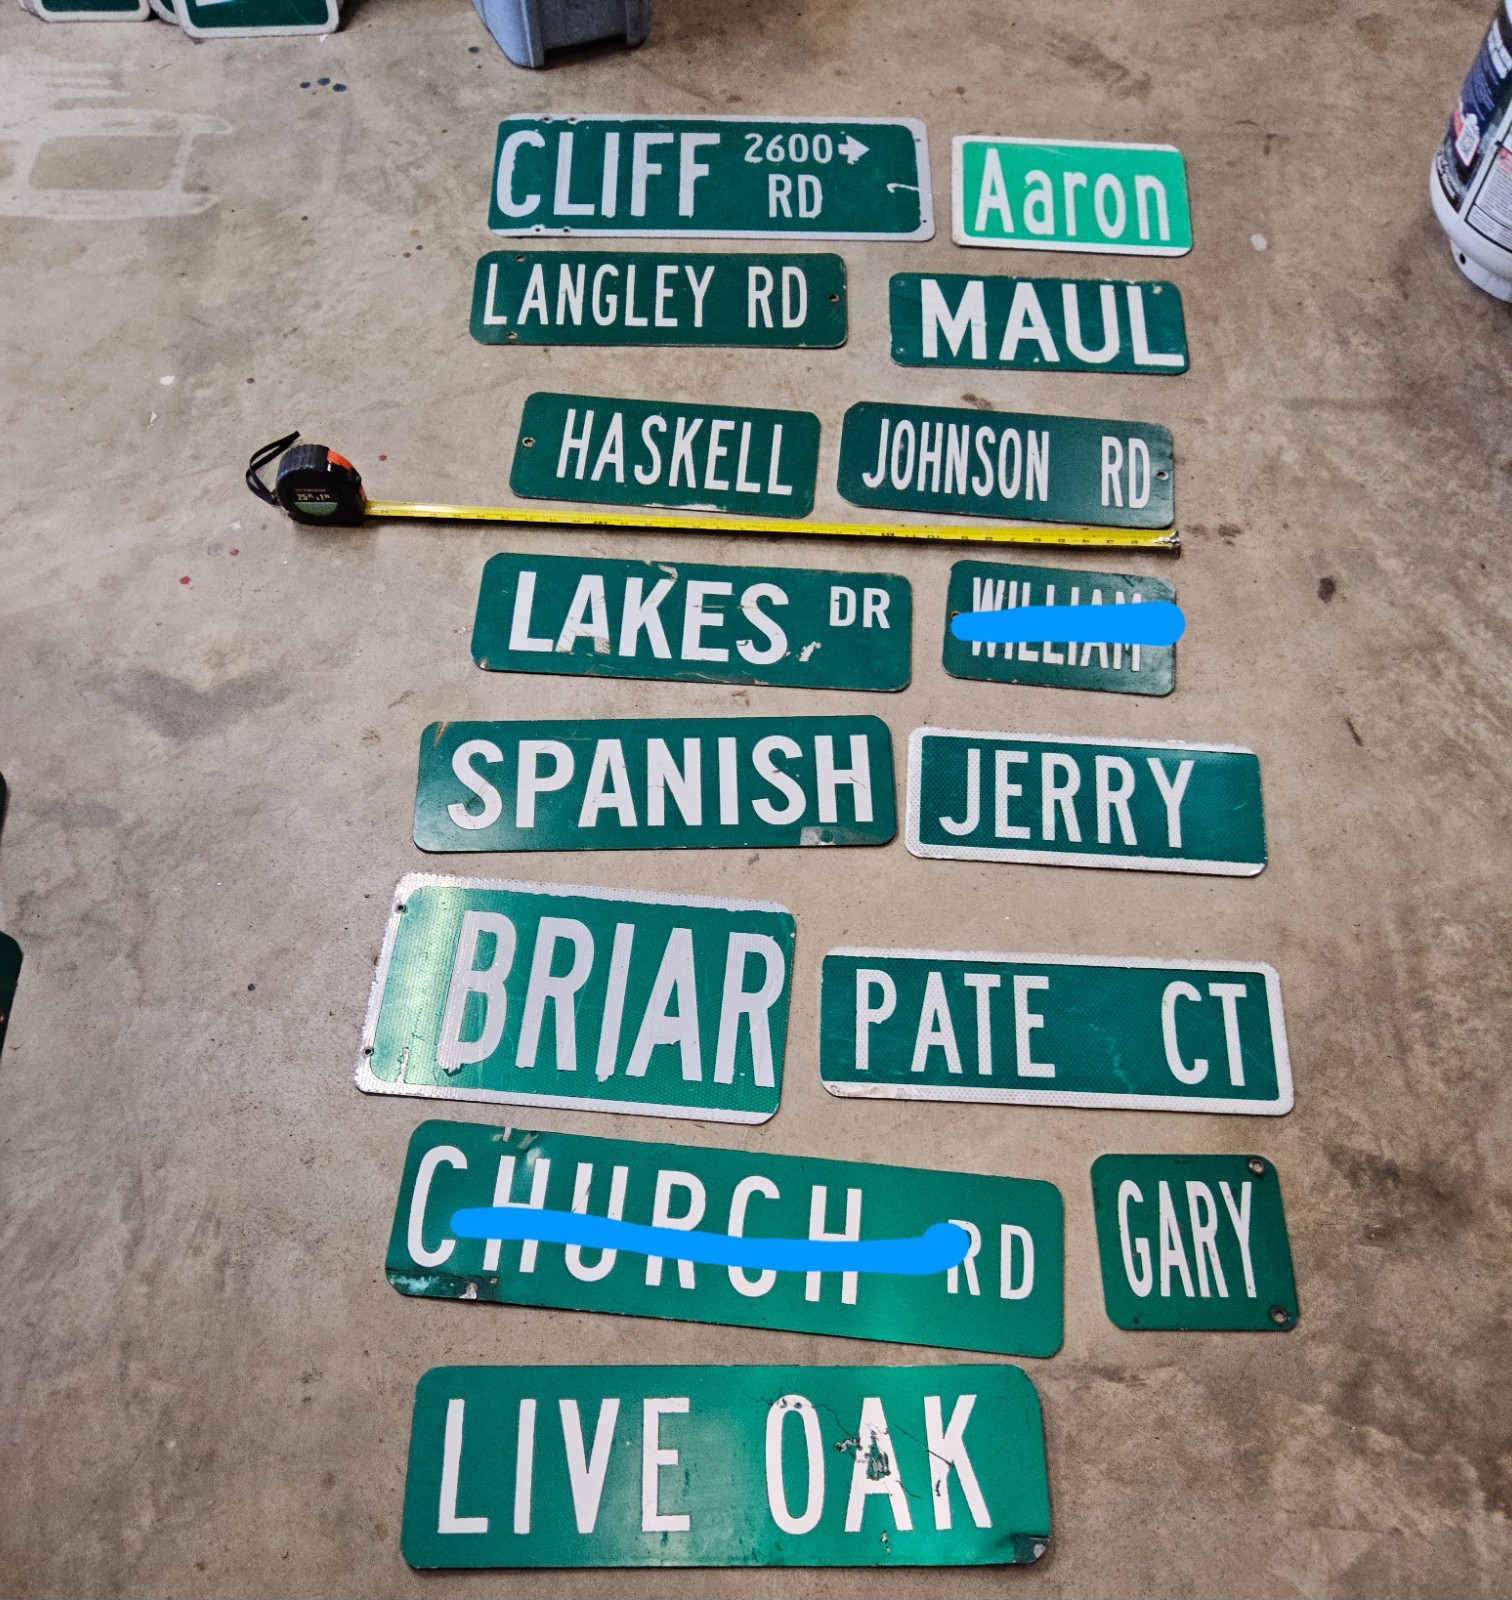 CLIFF 2600 → RD
Aaron
LANGLEY RD
MAUL
HASKELL
JOHNSON RD
LAKES DR
WILLIAM
SPANISH
JERRY
BRIAR
PATE CT
CHURCH RD
GARY
LIVE OAK